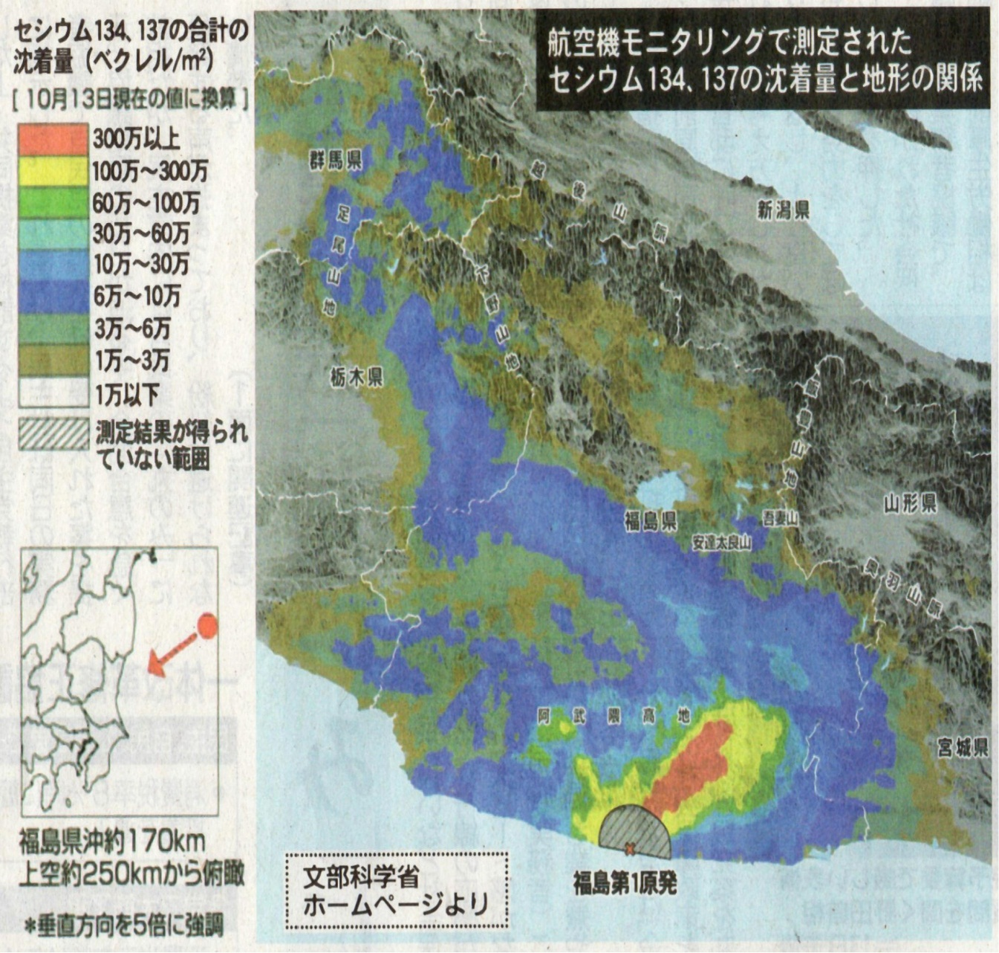 セシウム134、137の合計の
沈着量（ベクレル/m²）
[ 10月13日現在の値に換算 ]
300万以上
100万～300万
60万～100万
30万～60万
10万～30万
6万～10万
3万～6万
1万～3万
1万以下
測定結果が得られ
ていない範囲
航空機モニタリングで測定された
セシウム134、137の沈着量と地形の関係
群馬県
越後山脈
新潟県
足尾山地
下野山地
栃木県
山地
山形県
福島県
吾妻山
安達太良山
奥羽山脈
阿武隈高地
宮城県
福島第1原発
福島県沖約170km
上空約250kmから俯瞰
*垂直方向を5倍に強調
文部科学省
ホームページより